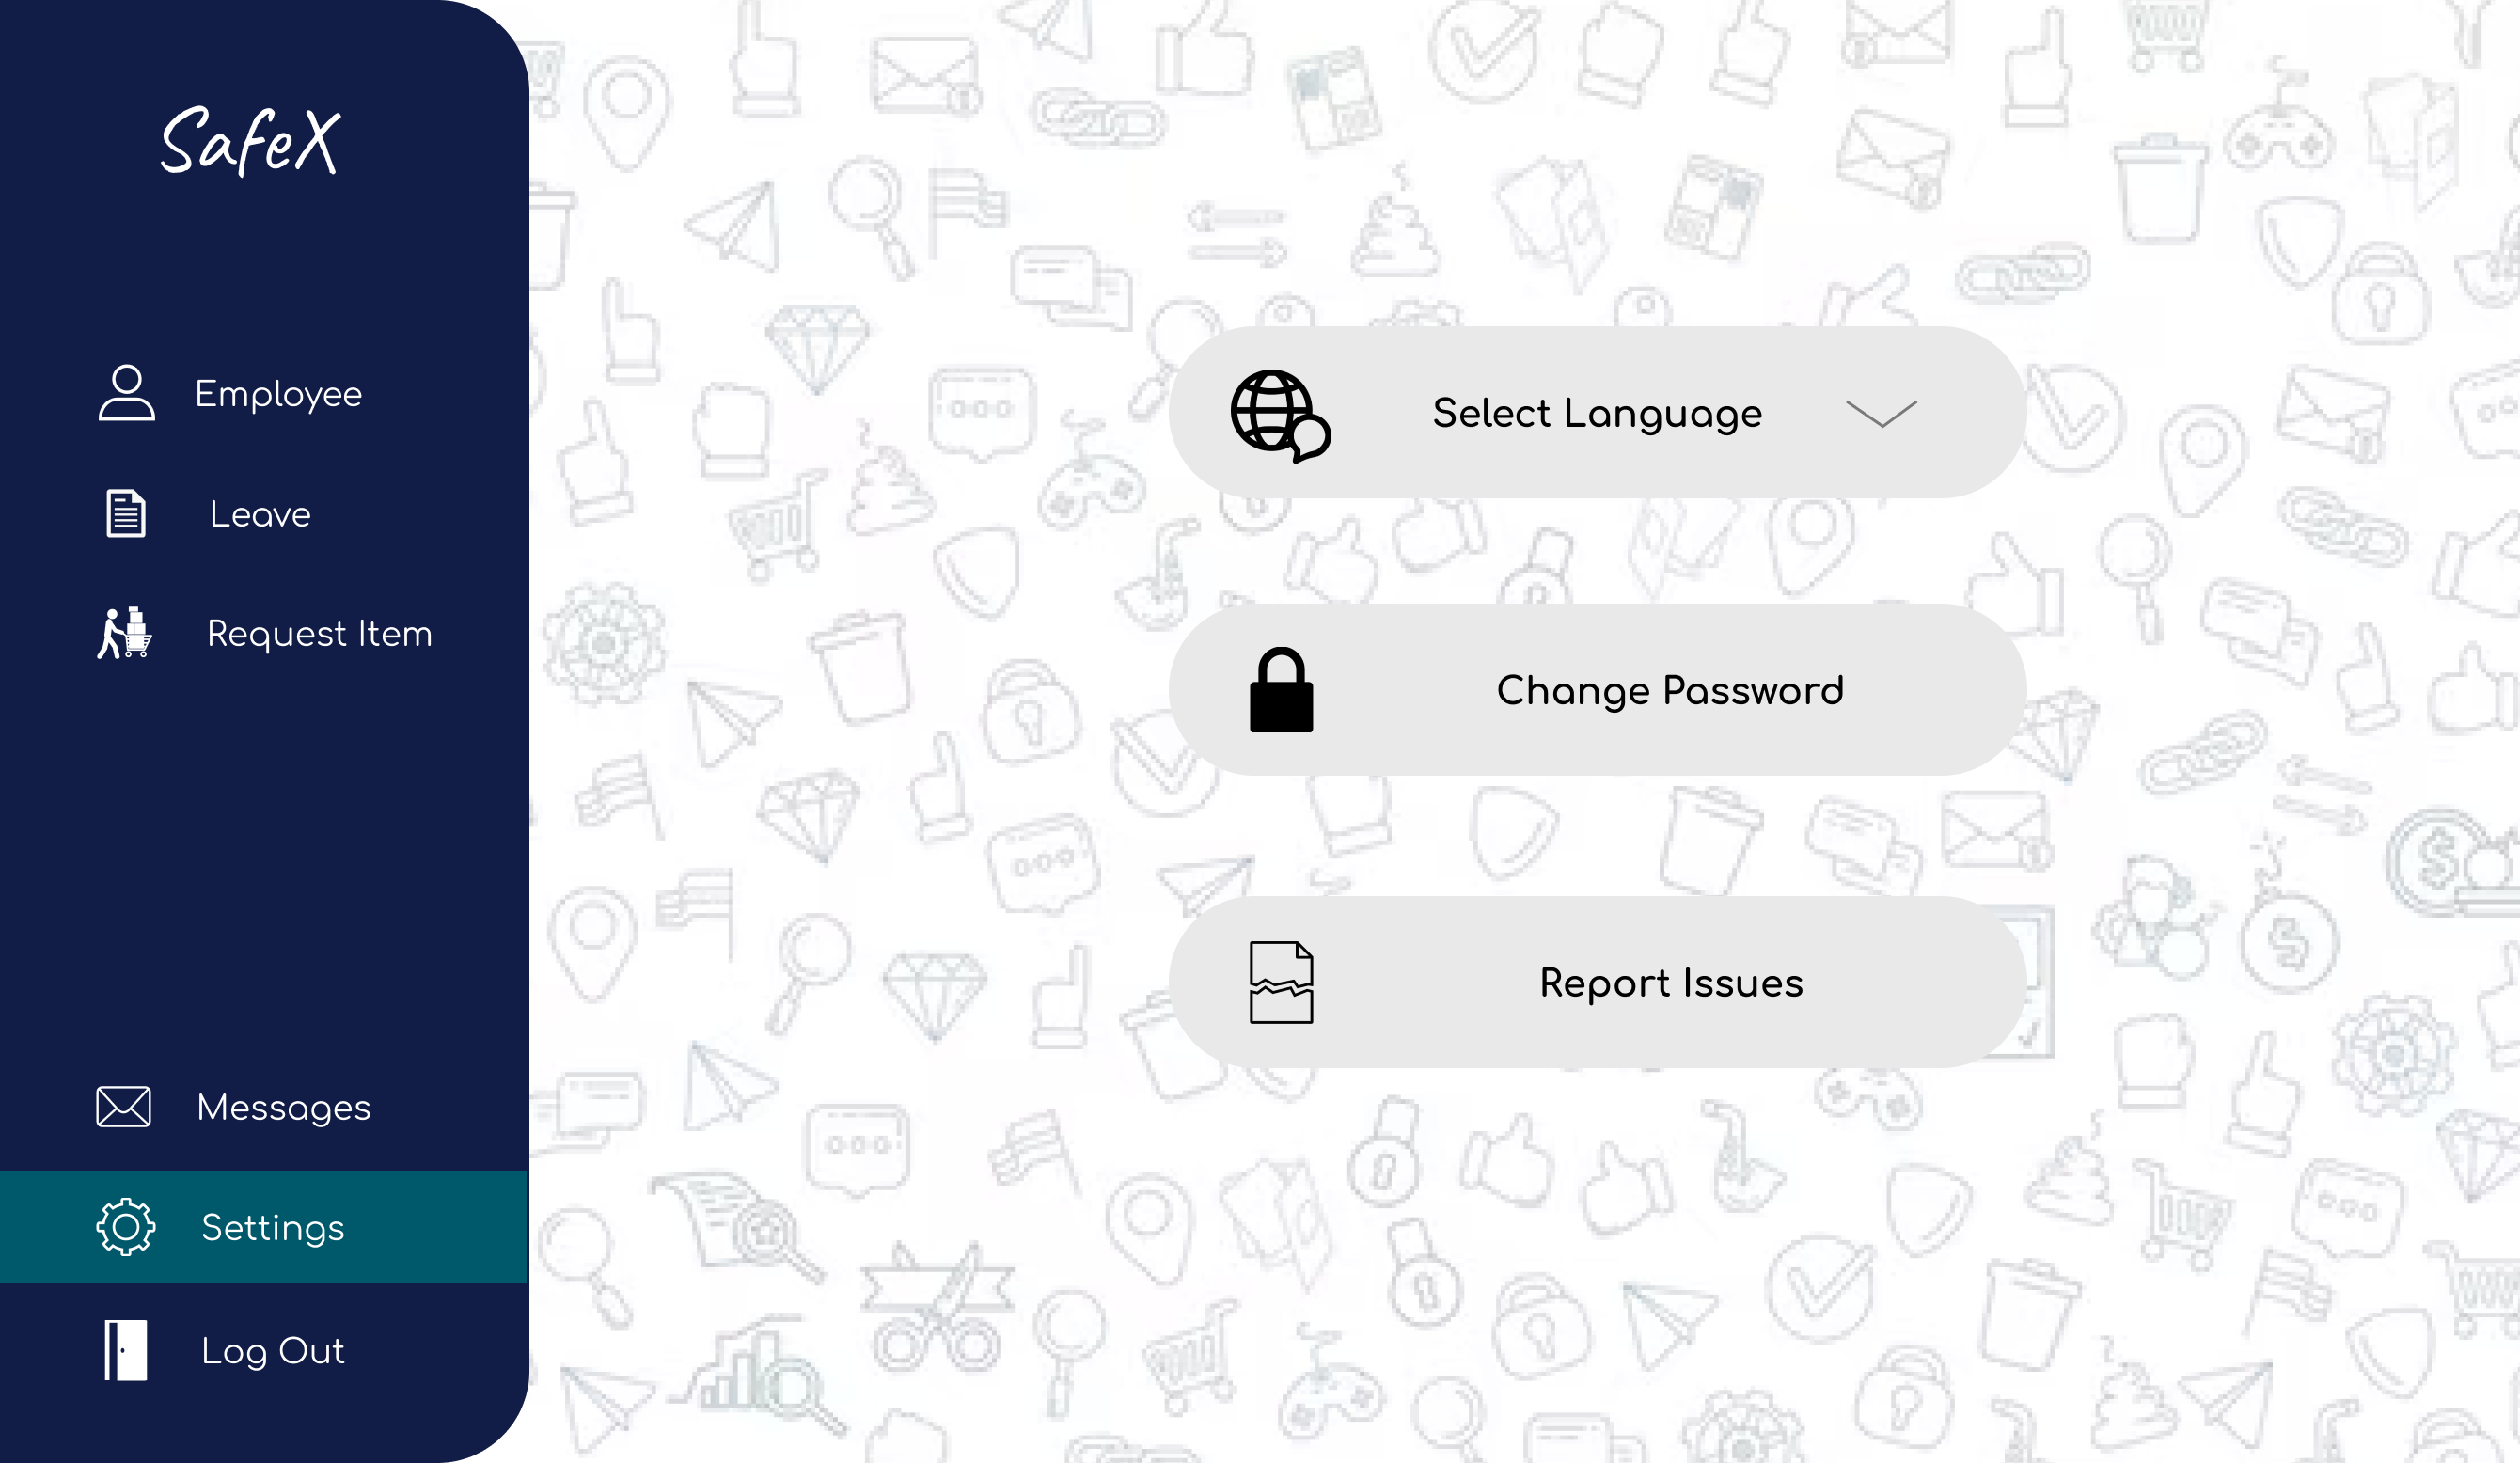 SafeX
Employee
Leave
Request Item
Messages
Settings
Log Out
Select Language
Change Password
Report Issues